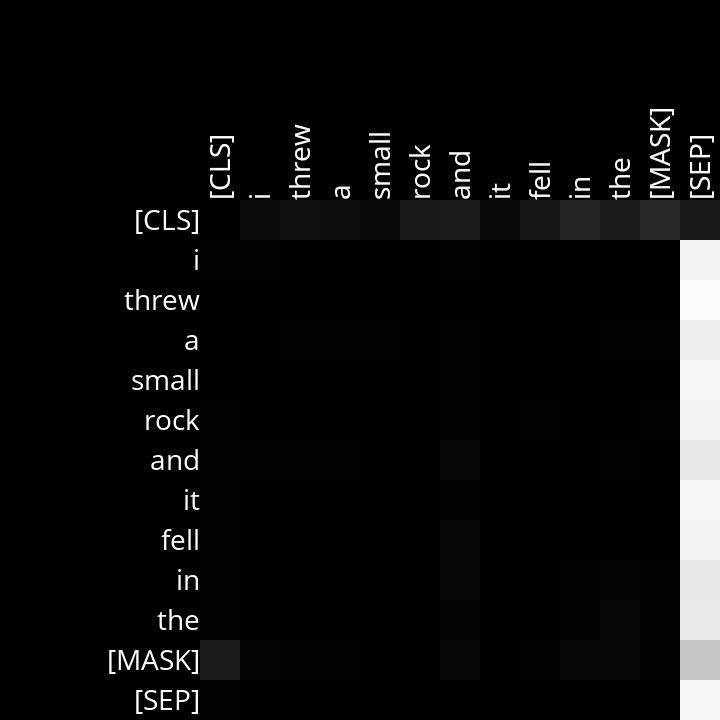 [CLS] i threw a small rock and it fell in the [MASK] [SEP]
[CLS]
i
threw
a
small
rock
and
it
fell
in
the
[MASK]
[SEP]